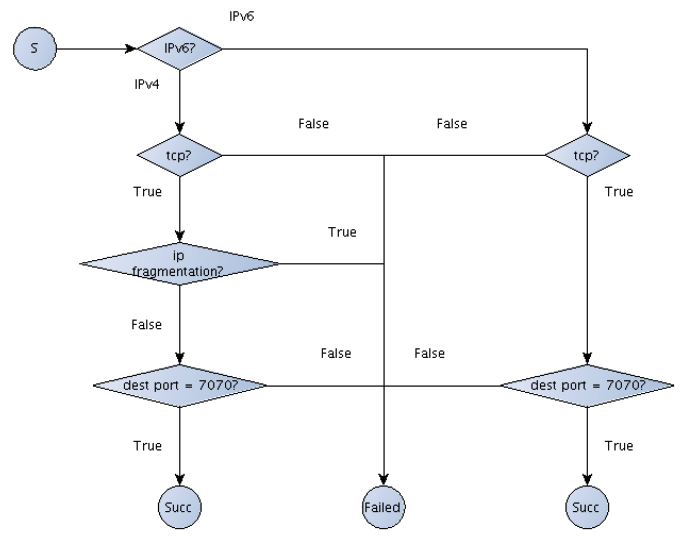 IPv6
S
IPv6?
IPv4
False
False
tcp?
tcp?
True
True
True
ip
fragmentation?
False
False
False
dest port = 7070?
dest port = 7070?
True
True
Succ
Failed
Succ